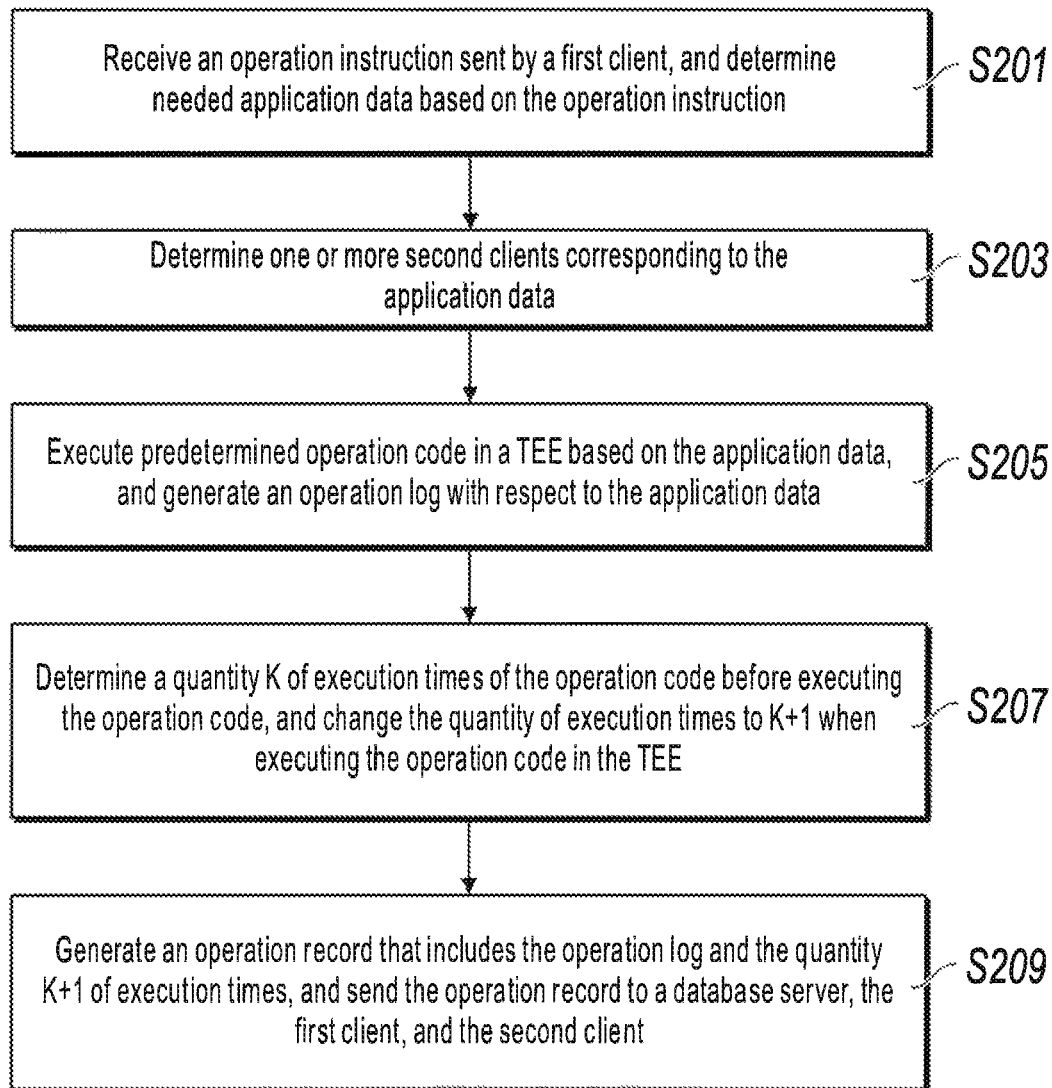 Receive an operation instruction sent by a first client, and determine
needed application data based on the operation instruction
S201
Determine one or more second clients corresponding to the
application data
S203
Execute predetermined operation code in a TEE based on the application data,
and generate an operation log with respect to the application data
S205
Determine a quantity K of execution times of the operation code before executing
the operation code, and change the quantity of execution times to K+1 when
executing the operation code in the TEE
S207
Generate an operation record that includes the operation log and the quantity
K+1 of execution times, and send the operation record to a database server, the
first client, and the second client
S209